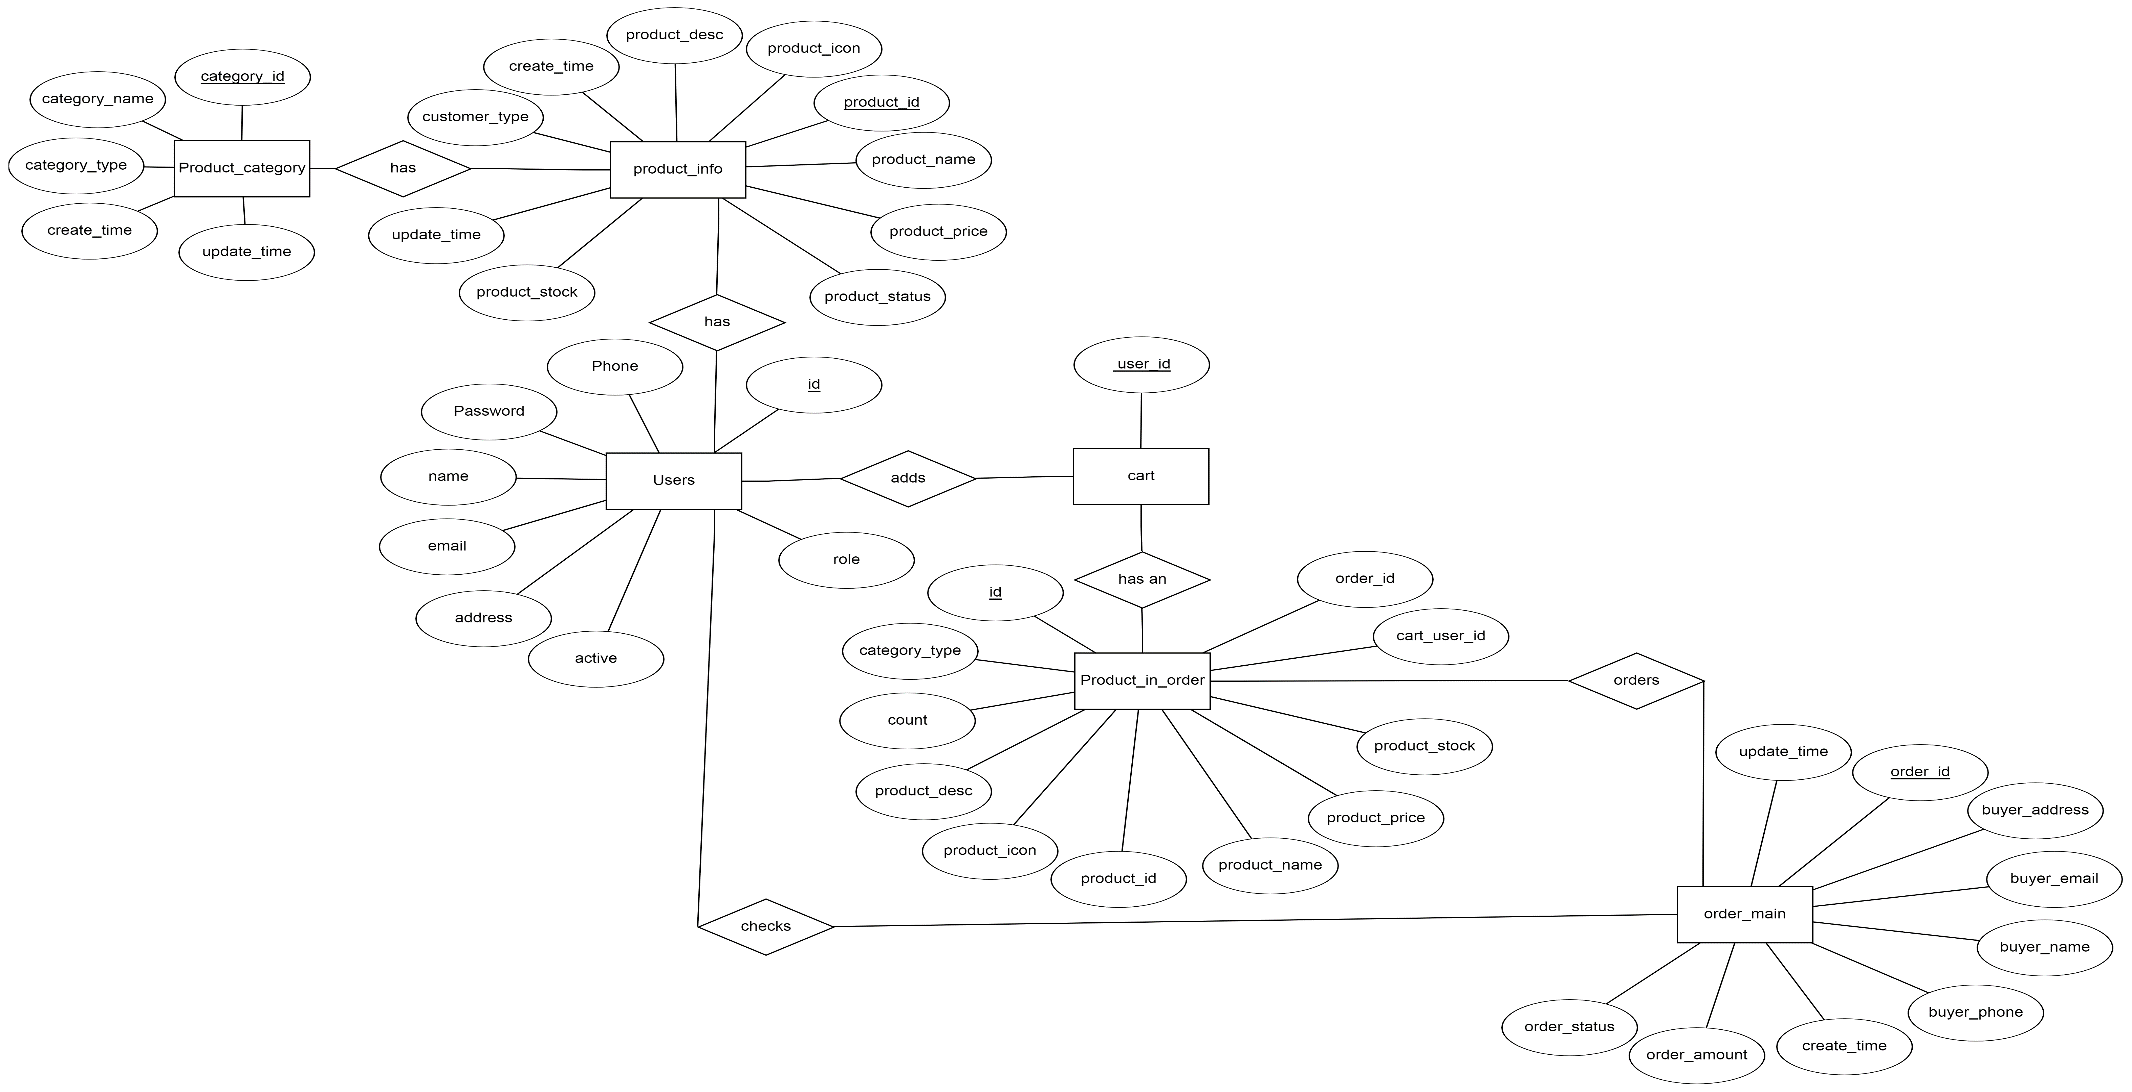 product_desc
product_icon
create_time
category_id
category_name
product_id
customer_type
product_name
category_type
Product_category
has
product_info
create_time
update_time
update_time
product_price
product_stock
product_status
has
Phone
id
user_id
Password
name
Users
adds
cart
email
role
has an
order_id
id
address
active
category_type
cart_user_id
Product_in_order
orders
count
product_stock
update_time
order_id
product_desc
product_price
buyer_address
product_icon
product_id
product_name
buyer_email
checks
order_main
buyer_name
buyer_phone
order_status
order_amount
create_time